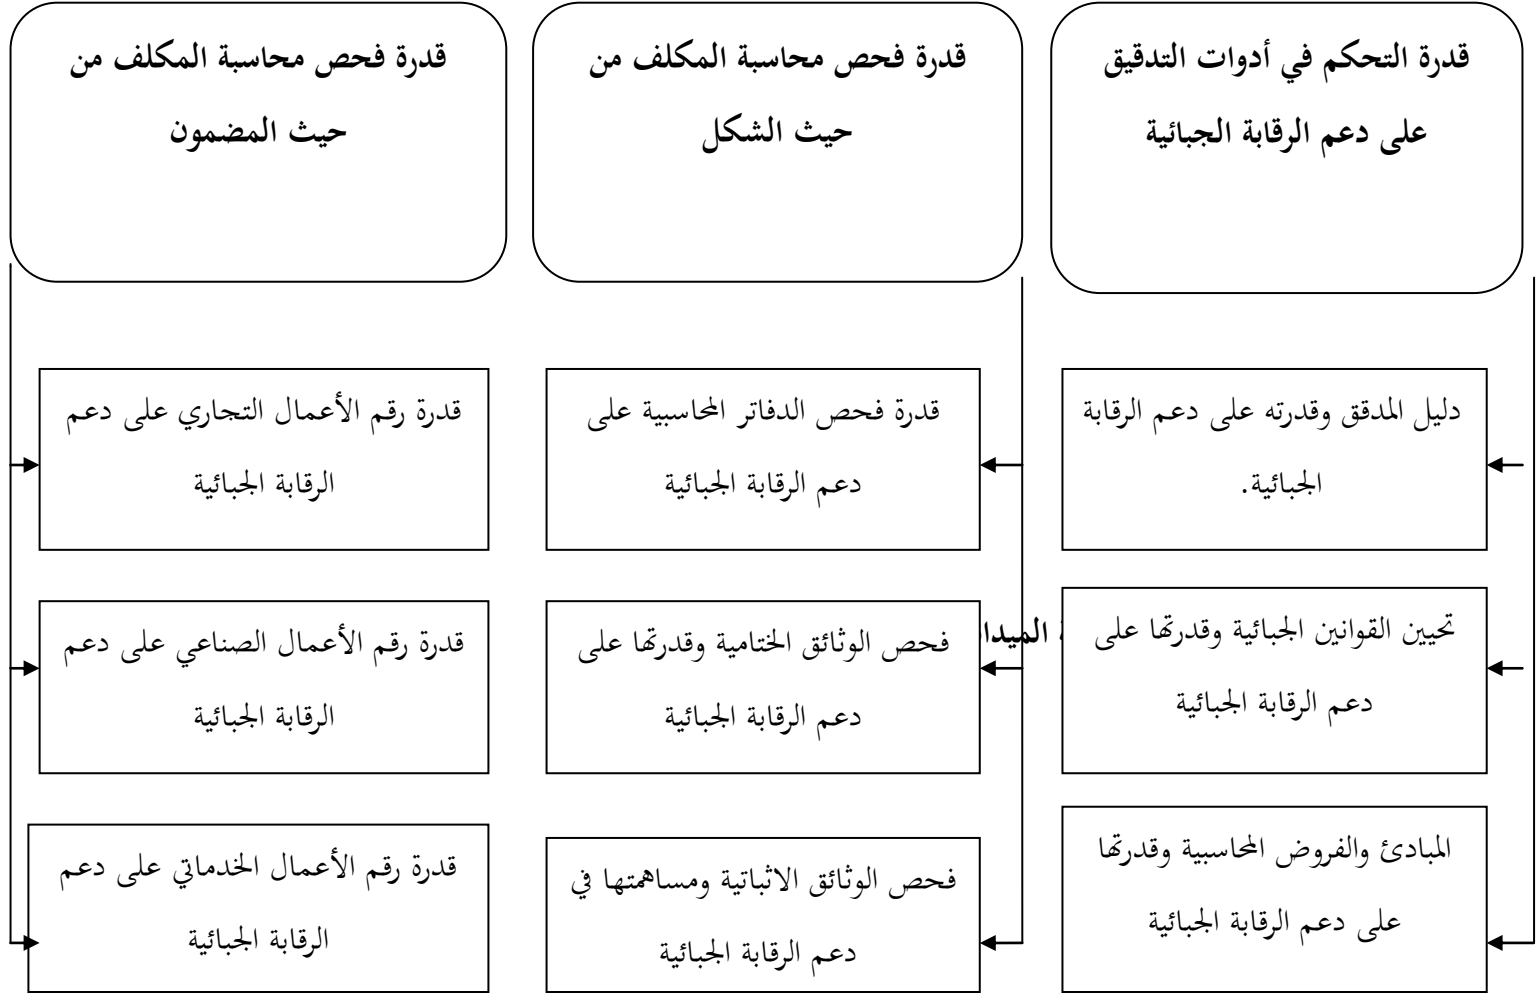 قدرة التحكم في أدوات التدقيق
على دعم الرقابة الجبائية
قدرة فحص محاسبة المكلف من
حيث الشكل
قدرة فحص محاسبة المكلف من
حيث المضمون
دليل المدقق وقدرته على دعم الرقابة
الجبائية.
قدرة فحص الدفاتر المحاسبية على
دعم الرقابة الجبائية
قدرة رقم الأعمال التجاري على دعم
الرقابة الجبائية
تحيين القوانين الجبائية وقدرتها على
دعم الرقابة الجبائية
فحص الوثائق الختامية وقدرتها على
دعم الرقابة الجبائية
قدرة رقم الأعمال الصناعي على دعم
الرقابة الجبائية
المبادئ والفروض المحاسبية وقدرتها
على دعم الرقابة الجبائية
فحص الوثائق الاثباتية ومساهمتها في
دعم الرقابة الجبائية
قدرة رقم الأعمال الخدماتي على دعم
الرقابة الجبائية